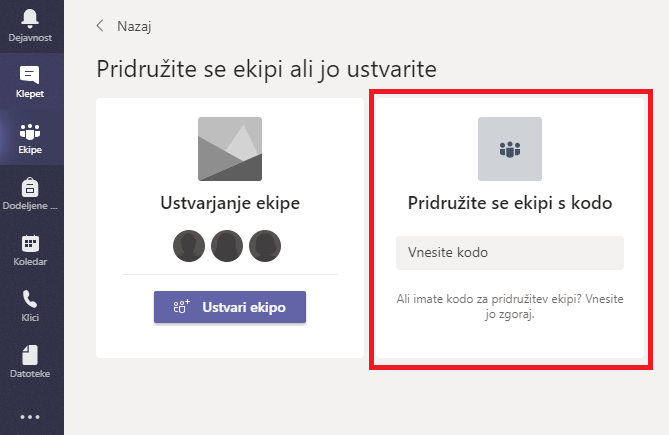 Dejavnost
Klepet
Ekipe
Dodeljene ...
Koledar
Klici
Datoteke
Nazaj
Pridružite se ekipi ali jo ustvarite
Ustvarjanje ekipe
Ustvari ekipo
Pridružite se ekipi s kodo
Vnesite kodo
Ali imate kodo za pridružitev ekipi? Vnesite
jo zgoraj.